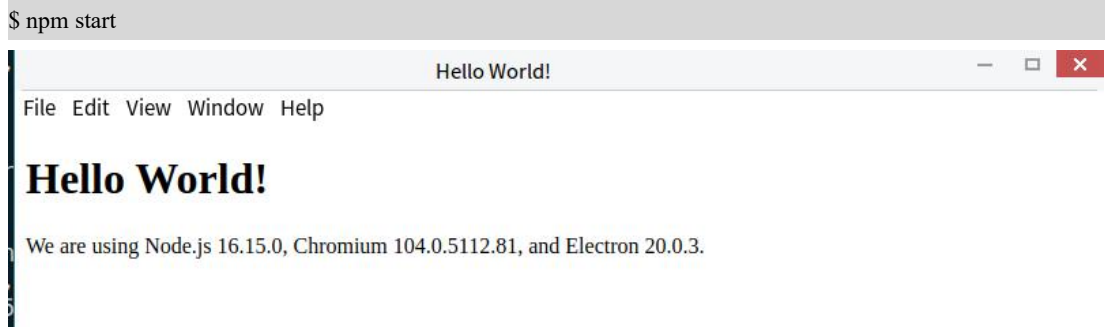 $ npm start
Hello World!
File Edit View Window Help
Hello World!
We are using Node.js 16.15.0, Chromium 104.0.5112.81, and Electron 20.0.3.